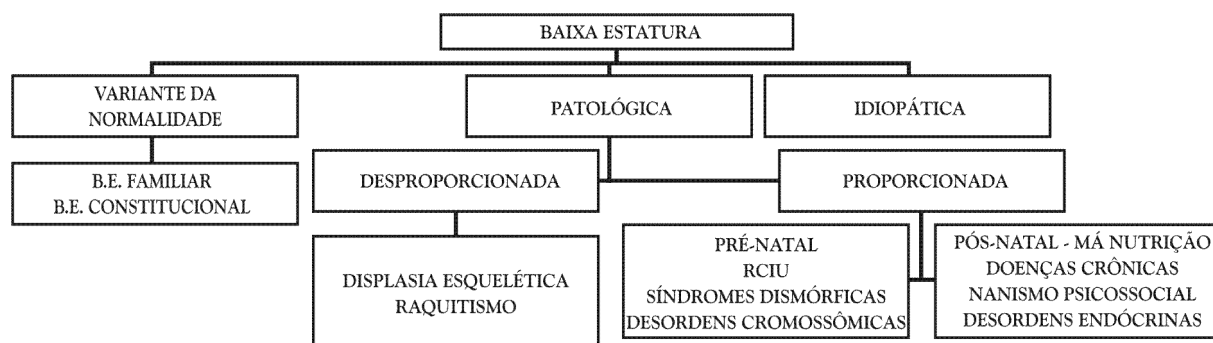 BAIXA ESTATURA
VARIANTE DA
NORMALIDADE
PATOLÓGICA
IDIOPÁTICA
B.E. FAMILIAR
B.E. CONSTITUCIONAL
DESPROPORCIONADA
PROPORCIONADA
DISPLASIA ESQUELÉTICA
RAQUITISMO
PRÉ-NATAL
RCIU
SÍNDROMES DISMÓRFICAS
DESORDENS CROMOSSÔMICAS
PÓS-NATAL - MÁ NUTRIÇÃO
DOENÇAS CRÔNICAS
NANISMO PSICOSSOCIAL
DESORDENS ENDÓCRINAS